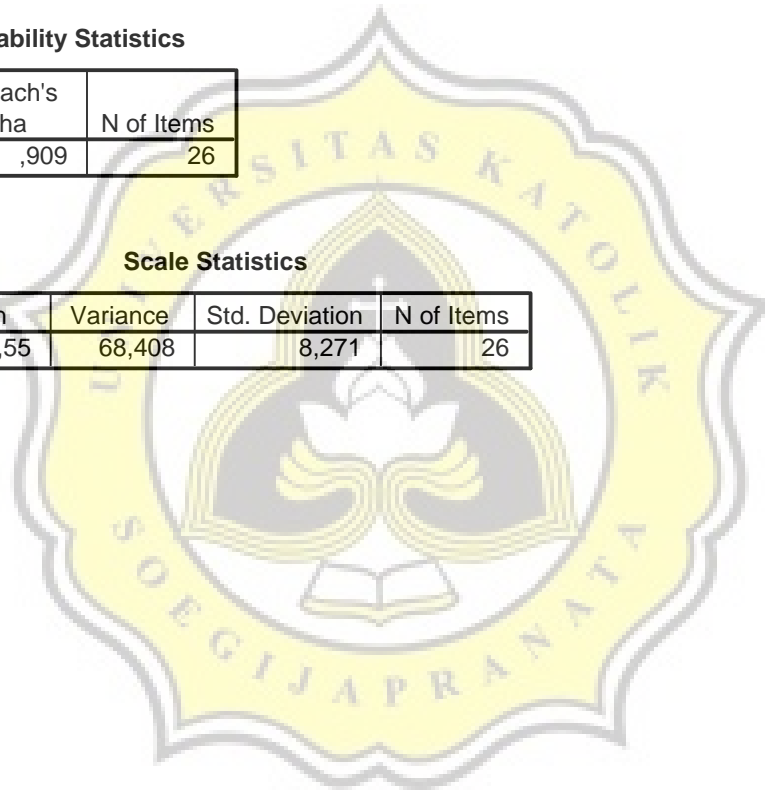 ability Statistics
ach's
ha N of Items
,909 26
Scale Statistics
n Variance Std. Deviation N of Items
,55 68,408 8,271 26
UNIVERSITAS KATOLIK
SOEGIJAPRANATA